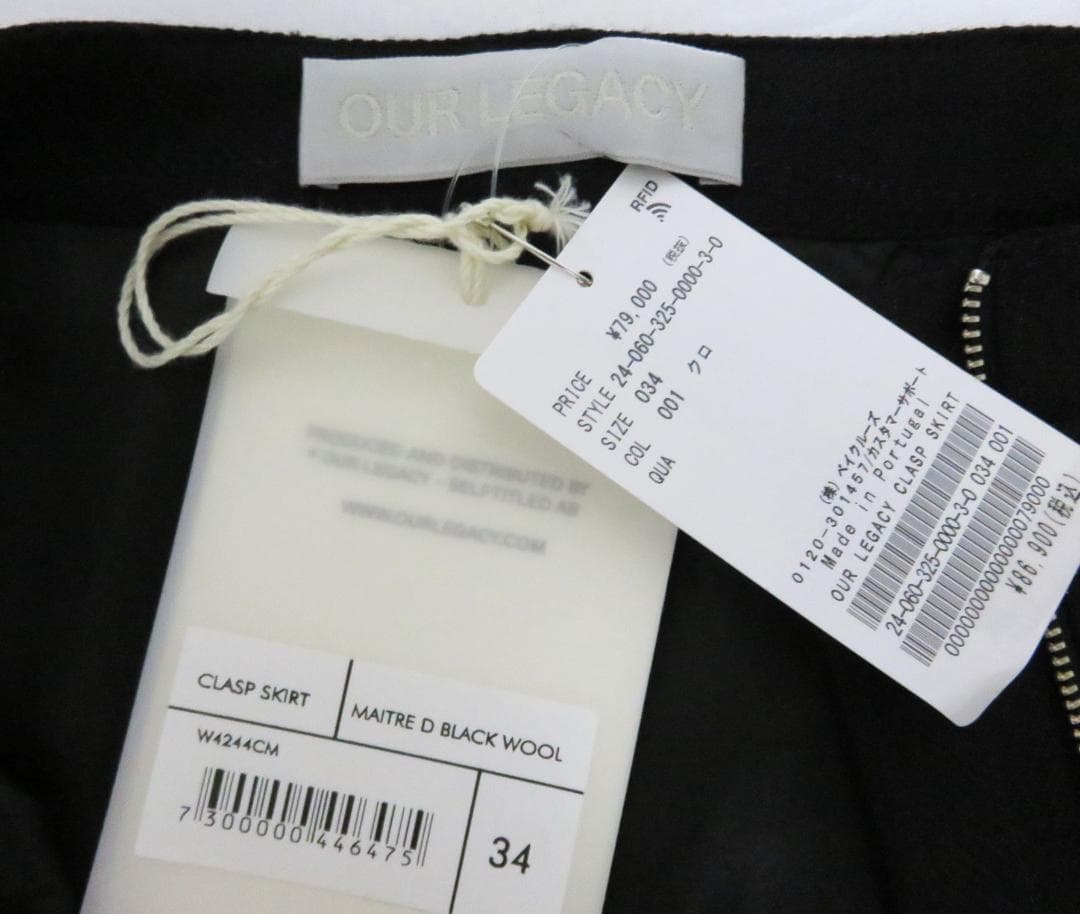 OUR LEGACY
RFID
PRICE ¥79,000 (税抜)
STYLE 24-060-325-0000-3-0
SIZE 034
COL 001 クロ
QUA
(株)ベイクルーズ
0120-301457/カスタマーサポート
Made in Portugal
OUR LEGACY CLASP SKIRT
24-060-325-0000-3-0 034 001
0000000000000079000
¥86,900(税込)
PRODUCED AND DISTRIBUTED BY
© OUR LEGACY – SELFTITLED AB
WWW.OURLEGACY.COM
CLASP SKIRT
MAITRE D BLACK WOOL
W4244CM
7 300000 446475
34